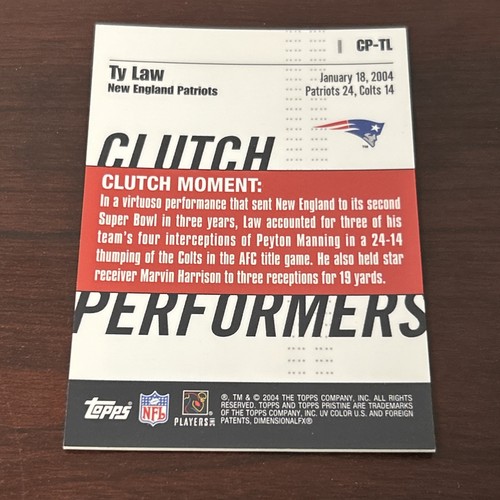 CP-TL
Ty Law
New England Patriots
January 18, 2004
Patriots 24, Colts 14
CLUTCH
CLUTCH MOMENT:
In a virtuoso performance that sent New England to its second
Super Bowl in three years, Law accounted for three of his
team's four interceptions of Peyton Manning in a 24-14
thumping of the Colts in the AFC title game. He also held star
receiver Marvin Harrison to three receptions for 19 yards.
PERFORMERS
topps
NFL
PLAYERS INC
®, TM & © 2004 THE TOPPS COMPANY, INC. ALL RIGHTS
RESERVED. TOPPS AND TOPPS PRISTINE ARE TRADEMARKS
OF THE TOPPS COMPANY, INC. UV COLOR U.S. AND FOREIGN
PATENTS, DIMENSIONALFX®